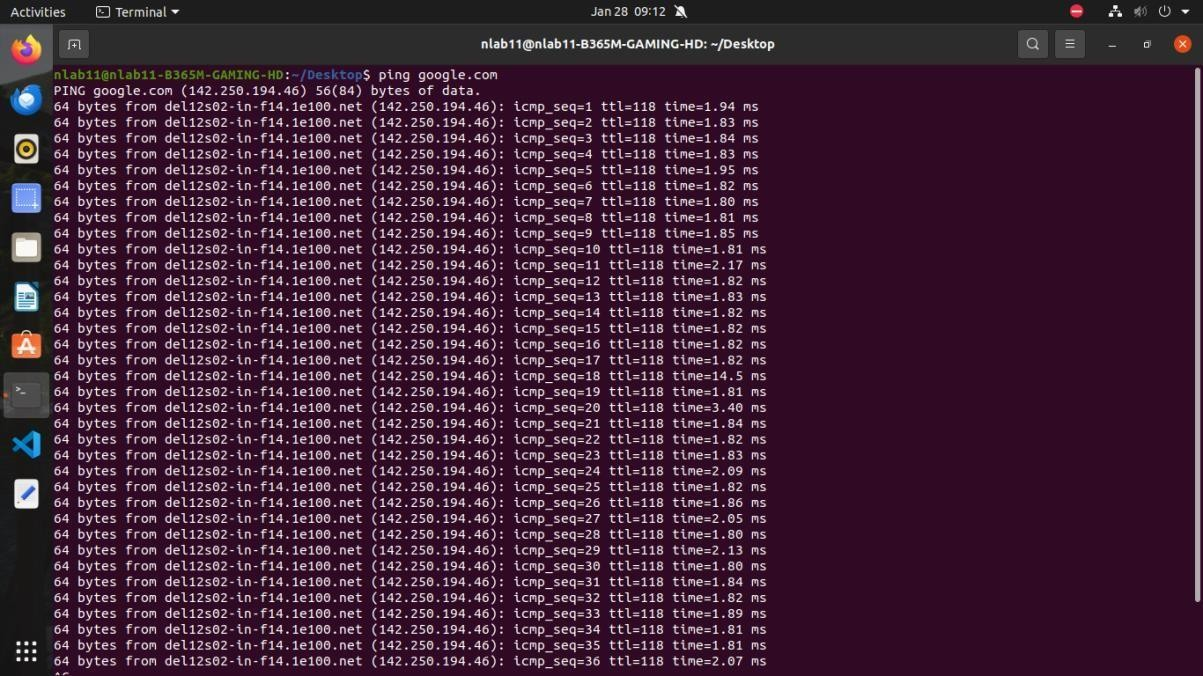 Activities
Terminal
Jan 28 09:12
nlab11@nlab11-B365M-GAMING-HD: ~/Desktop
nlab11@nlab11-B365M-GAMING-HD:~/Desktop$ ping google.com
PING google.com (142.250.194.46) 56(84) bytes of data.
64 bytes from del12s02-in-f14.1e100.net (142.250.194.46): icmp_seq=1 ttl=118 time=1.94 ms
64 bytes from del12s02-in-f14.1e100.net (142.250.194.46): icmp_seq=2 ttl=118 time=1.83 ms
64 bytes from del12s02-in-f14.1e100.net (142.250.194.46): icmp_seq=3 ttl=118 time=1.84 ms
64 bytes from del12s02-in-f14.1e100.net (142.250.194.46): icmp_seq=4 ttl=118 time=1.83 ms
64 bytes from del12s02-in-f14.1e100.net (142.250.194.46): icmp_seq=5 ttl=118 time=1.95 ms
64 bytes from del12s02-in-f14.1e100.net (142.250.194.46): icmp_seq=6 ttl=118 time=1.82 ms
64 bytes from del12s02-in-f14.1e100.net (142.250.194.46): icmp_seq=7 ttl=118 time=1.80 ms
64 bytes from del12s02-in-f14.1e100.net (142.250.194.46): icmp_seq=8 ttl=118 time=1.81 ms
64 bytes from del12s02-in-f14.1e100.net (142.250.194.46): icmp_seq=9 ttl=118 time=1.85 ms
64 bytes from del12s02-in-f14.1e100.net (142.250.194.46): icmp_seq=10 ttl=118 time=1.81 ms
64 bytes from del12s02-in-f14.1e100.net (142.250.194.46): icmp_seq=11 ttl=118 time=2.17 ms
64 bytes from del12s02-in-f14.1e100.net (142.250.194.46): icmp_seq=12 ttl=118 time=1.82 ms
64 bytes from del12s02-in-f14.1e100.net (142.250.194.46): icmp_seq=13 ttl=118 time=1.83 ms
64 bytes from del12s02-in-f14.1e100.net (142.250.194.46): icmp_seq=14 ttl=118 time=1.82 ms
64 bytes from del12s02-in-f14.1e100.net (142.250.194.46): icmp_seq=15 ttl=118 time=1.82 ms
64 bytes from del12s02-in-f14.1e100.net (142.250.194.46): icmp_seq=16 ttl=118 time=1.82 ms
64 bytes from del12s02-in-f14.1e100.net (142.250.194.46): icmp_seq=17 ttl=118 time=1.82 ms
64 bytes from del12s02-in-f14.1e100.net (142.250.194.46): icmp_seq=18 ttl=118 time=14.5 ms
64 bytes from del12s02-in-f14.1e100.net (142.250.194.46): icmp_seq=19 ttl=118 time=1.81 ms
64 bytes from del12s02-in-f14.1e100.net (142.250.194.46): icmp_seq=20 ttl=118 time=3.40 ms
64 bytes from del12s02-in-f14.1e100.net (142.250.194.46): icmp_seq=21 ttl=118 time=1.84 ms
64 bytes from del12s02-in-f14.1e100.net (142.250.194.46): icmp_seq=22 ttl=118 time=1.82 ms
64 bytes from del12s02-in-f14.1e100.net (142.250.194.46): icmp_seq=23 ttl=118 time=1.83 ms
64 bytes from del12s02-in-f14.1e100.net (142.250.194.46): icmp_seq=24 ttl=118 time=2.09 ms
64 bytes from del12s02-in-f14.1e100.net (142.250.194.46): icmp_seq=25 ttl=118 time=1.82 ms
64 bytes from del12s02-in-f14.1e100.net (142.250.194.46): icmp_seq=26 ttl=118 time=1.86 ms
64 bytes from del12s02-in-f14.1e100.net (142.250.194.46): icmp_seq=27 ttl=118 time=2.05 ms
64 bytes from del12s02-in-f14.1e100.net (142.250.194.46): icmp_seq=28 ttl=118 time=1.80 ms
64 bytes from del12s02-in-f14.1e100.net (142.250.194.46): icmp_seq=29 ttl=118 time=2.13 ms
64 bytes from del12s02-in-f14.1e100.net (142.250.194.46): icmp_seq=30 ttl=118 time=1.80 ms
64 bytes from del12s02-in-f14.1e100.net (142.250.194.46): icmp_seq=31 ttl=118 time=1.84 ms
64 bytes from del12s02-in-f14.1e100.net (142.250.194.46): icmp_seq=32 ttl=118 time=1.82 ms
64 bytes from del12s02-in-f14.1e100.net (142.250.194.46): icmp_seq=33 ttl=118 time=1.89 ms
64 bytes from del12s02-in-f14.1e100.net (142.250.194.46): icmp_seq=34 ttl=118 time=1.81 ms
64 bytes from del12s02-in-f14.1e100.net (142.250.194.46): icmp_seq=35 ttl=118 time=1.81 ms
64 bytes from del12s02-in-f14.1e100.net (142.250.194.46): icmp_seq=36 ttl=118 time=2.07 ms